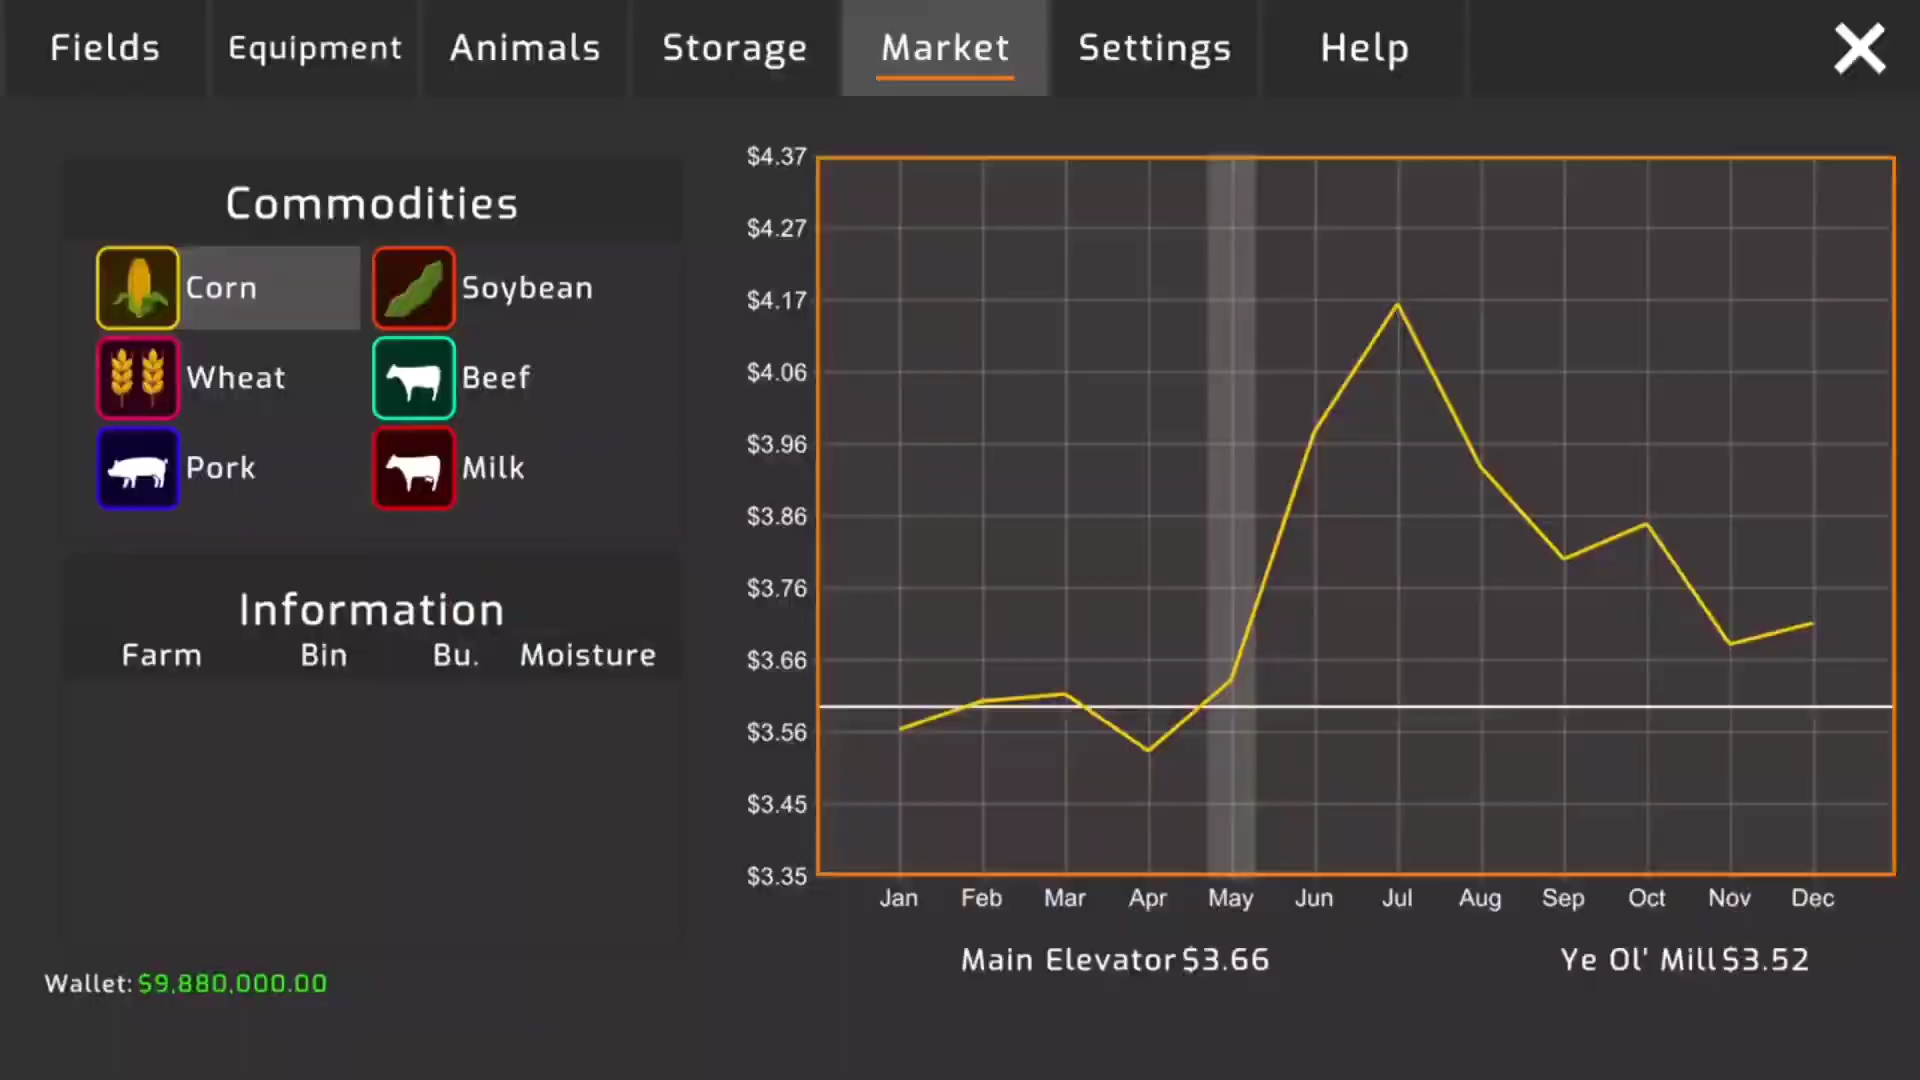 Fields Equipment Animals Storage Market Settings Help
Commodities
Corn Soybean
Wheat Beef
Pork Milk
Information
Farm Bin Bu. Moisture
Wallet: $9,880,000.00
$4.37
$4.27
$4.17
$4.06
$3.96
$3.86
$3.76
$3.66
$3.56
$3.45
$3.35
Jan Feb Mar Apr May Jun Jul Aug Sep Oct Nov Dec
Main Elevator $3.66 Ye Ol' Mill $3.52